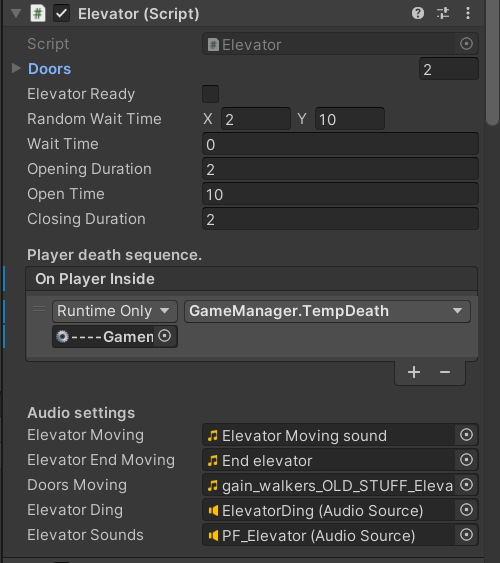 Elevator (Script)
Script Elevator
Doors 2
Elevator Ready
Random Wait Time X 2 Y 10
Wait Time 0
Opening Duration 2
Open Time 10
Closing Duration 2
Player death sequence.
On Player Inside
Runtime Only GameManager.TempDeath
----Gamen
Audio settings
Elevator Moving Elevator Moving sound
Elevator End Moving End elevator
Doors Moving gain_walkers_OLD_STUFF_Eleva
Elevator Ding ElevatorDing (Audio Source)
Elevator Sounds PF_Elevator (Audio Source)